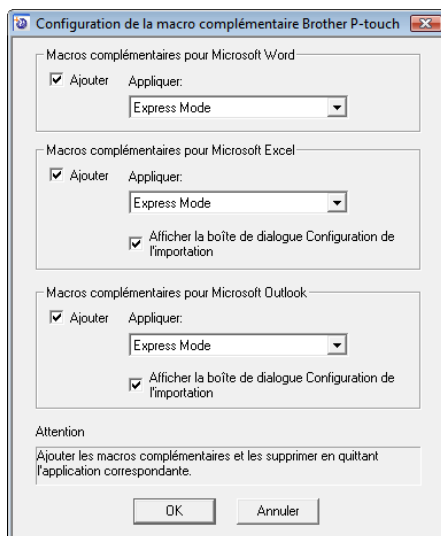 Configuration de la macro complémentaire Brother P-touch
Macros complémentaires pour Microsoft Word
Ajouter Appliquer:
Express Mode
Macros complémentaires pour Microsoft Excel
Ajouter Appliquer:
Express Mode
Afficher la boîte de dialogue Configuration de
l'importation
Macros complémentaires pour Microsoft Outlook
Ajouter Appliquer:
Express Mode
Afficher la boîte de dialogue Configuration de
l'importation
Attention
Ajouter les macros complémentaires et les supprimer en quittant
l'application correspondante.
OK Annuler